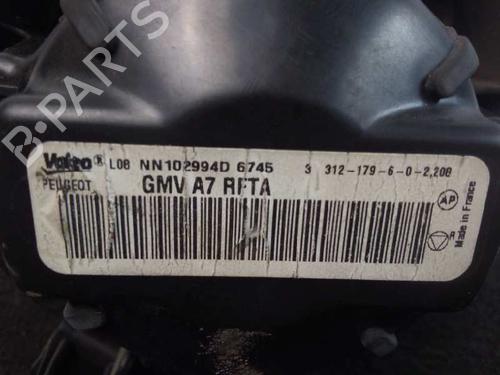 B-PARTS
Valeo® L08 NN102994D 6745 3 312-179-6-0-2,200
PEUGEOT GMV A7 RFTA
AP
R
Made in France